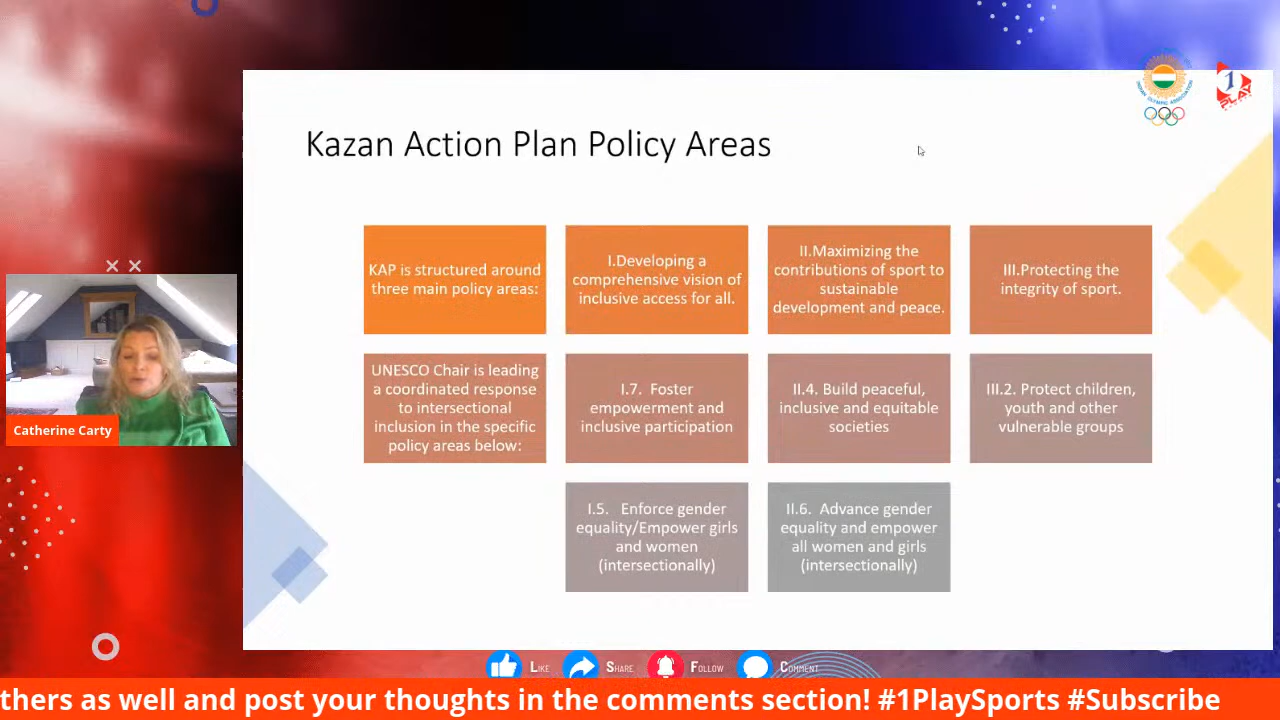 INDIAN OLYMPIC ASSOCIATION
1
PLAY
Kazan Action Plan Policy Areas
KAP is structured around
three main policy areas:
I.Developing a
comprehensive vision of
inclusive access for all.
II.Maximizing the
contributions of sport to
sustainable
development and peace.
III.Protecting the
integrity of sport.
UNESCO Chair is leading
a coordinated response
to intersectional
inclusion in the specific
policy areas below:
I.7. Foster
empowerment and
inclusive participation
II.4. Build peaceful,
inclusive and equitable
societies
III.2. Protect children,
youth and other
vulnerable groups
I.5. Enforce gender
equality/Empower girls
and women
(intersectionally)
II.6. Advance gender
equality and empower
all women and girls
(intersectionally)
Catherine Carty
Like
Share
Follow
Comment
thers as well and post your thoughts in the comments section! #1PlaySports #Subscribe